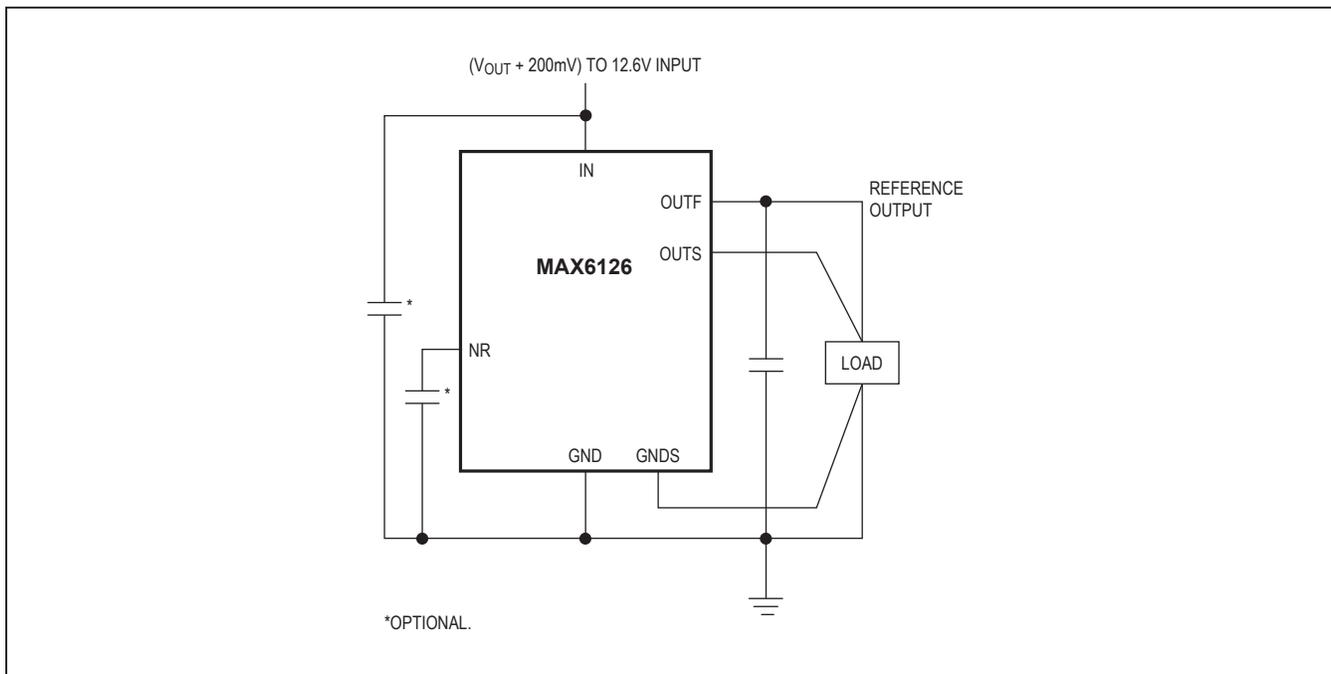 (VOUT + 200mV) TO 12.6V INPUT
IN
OUTF
REFERENCE
OUTPUT
OUTS
MAX6126
*
NR
LOAD
*
GND
GNDS
*OPTIONAL.